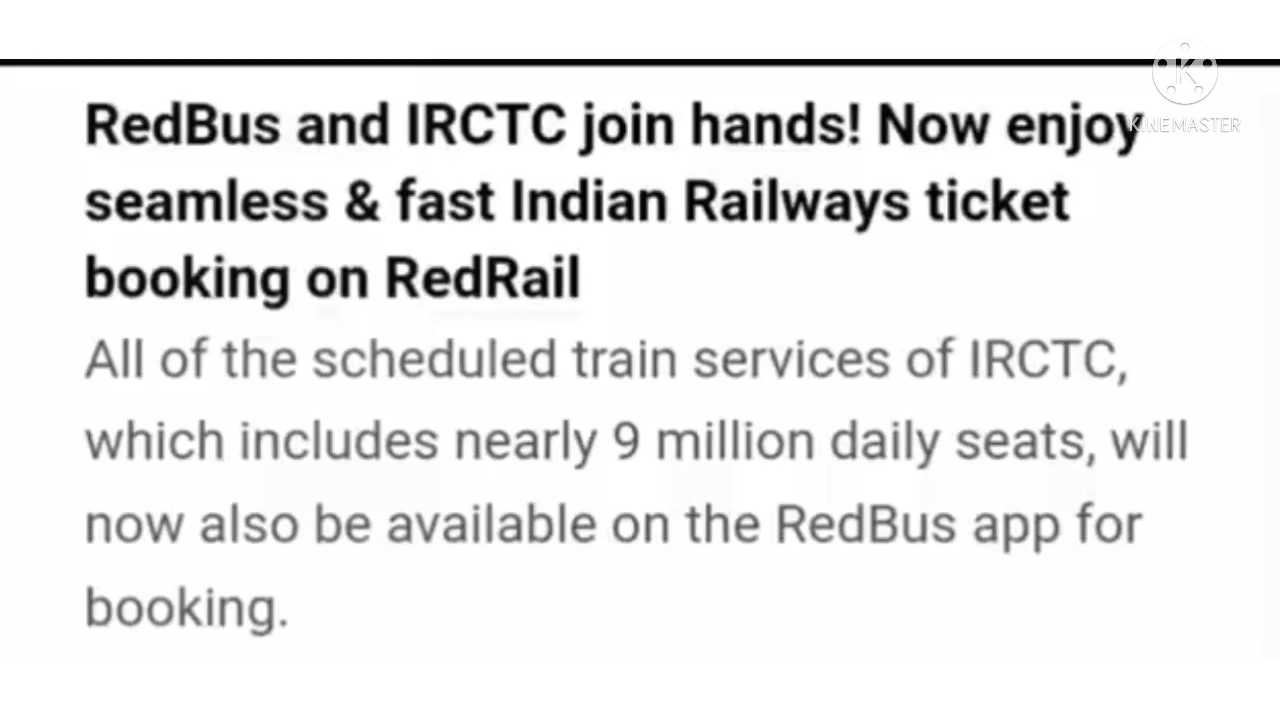 RedBus and IRCTC join hands! Now enjoy
seamless & fast Indian Railways ticket
booking on RedRail
All of the scheduled train services of IRCTC,
which includes nearly 9 million daily seats, will
now also be available on the RedBus app for
booking.
K
KINEMASTER